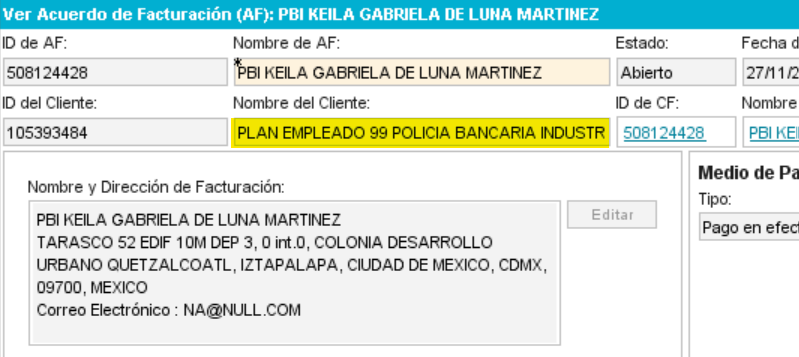 Ver Acuerdo de Facturación (AF): PBI KEILA GABRIELA DE LUNA MARTINEZ
ID de AF: Nombre de AF: Estado: Fecha d
508124428 *PBI KEILA GABRIELA DE LUNA MARTINEZ Abierto 27/11/2
ID del Cliente: Nombre del Cliente: ID de CF: Nombre
105393484 PLAN EMPLEADO 99 POLICIA BANCARIA INDUSTR 508124428 PBI KEI
Medio de Pa
Nombre y Dirección de Facturación: Tipo:
PBI KEILA GABRIELA DE LUNA MARTINEZ Editar Pago en efect
TARASCO 52 EDIF 10M DEP 3, 0 int.0, COLONIA DESARROLLO
URBANO QUETZALCOATL, IZTAPALAPA, CIUDAD DE MEXICO, CDMX,
09700, MEXICO
Correo Electrónico : NA@NULL.COM